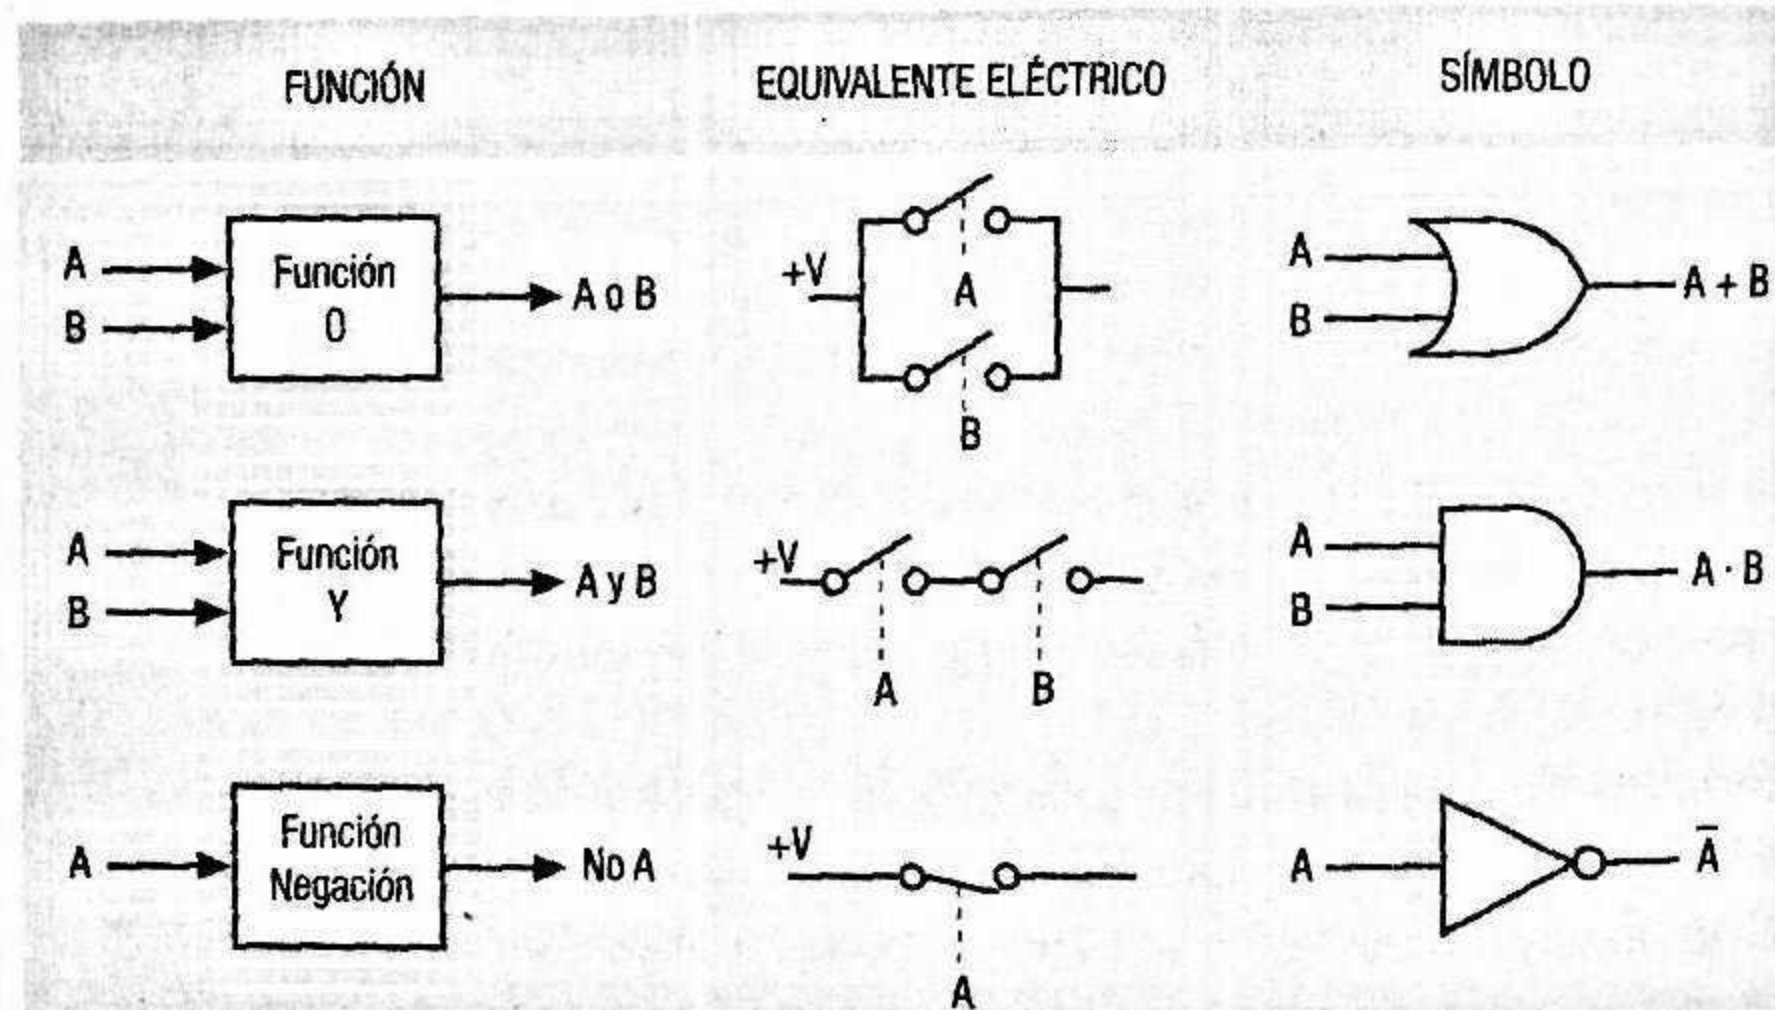 FUNCIÓN
EQUIVALENTE ELÉCTRICO
SÍMBOLO
A
B
Función
O
A o B
+V
A
B
A
B
A + B
A
B
Función
Y
A y B
+V
A
B
A
B
A · B
A
Función
Negación
No A
+V
A
A
Ā